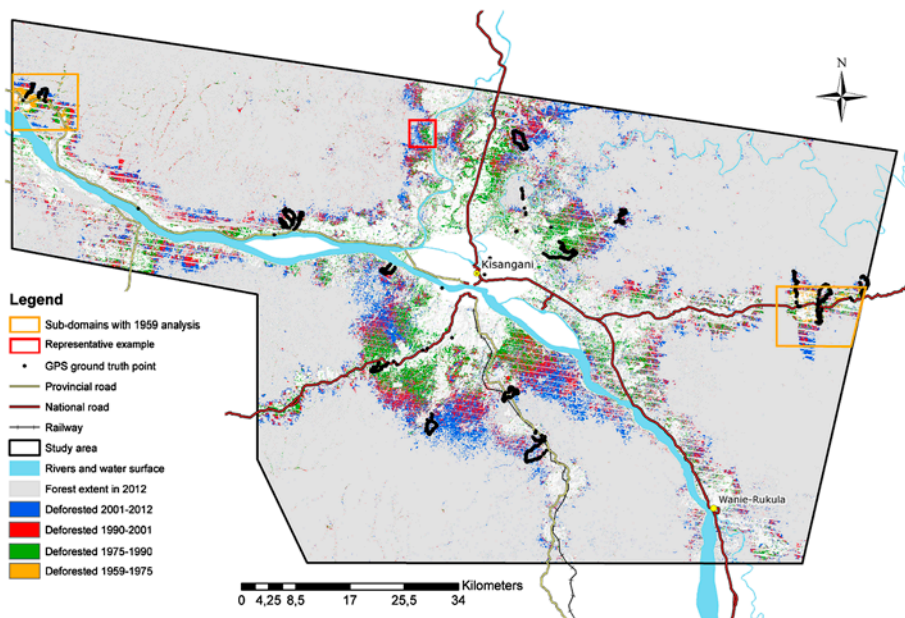 N
Kisangani
Wanie-Rukula
Legend
Sub-domains with 1959 analysis
Representative example
GPS ground truth point
Provincial road
National road
Railway
Study area
Rivers and water surface
Forest extent in 2012
Deforested 2001-2012
Deforested 1990-2001
Deforested 1975-1990
Deforested 1959-1975
Kilometers
0 4,25 8,5 17 25,5 34